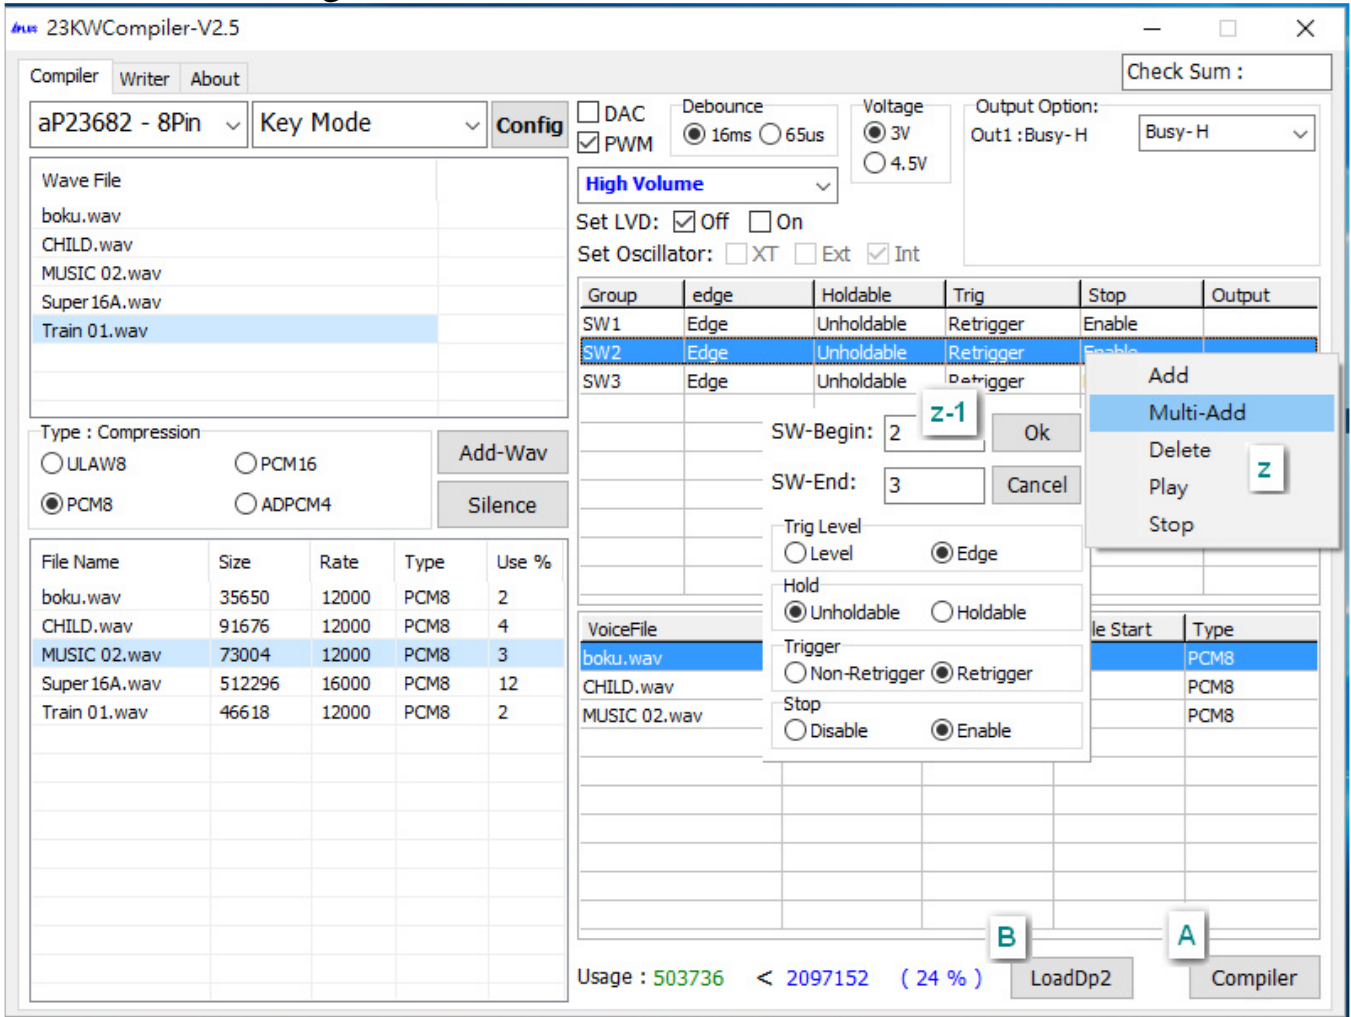 23KWCompiler-V2.5
Compiler Writer About
Check Sum :
aP23682 - 8Pin Key Mode Config
DAC
PWM
Debounce
16ms 65us
Voltage
3V
4.5V
Output Option:
Out1 :Busy- H Busy- H
High Volume
Set LVD: Off On
Set Oscillator: XT Ext Int
Wave File
boku.wav
CHILD.wav
MUSIC 02.wav
Super16A.wav
Train 01.wav
Group edge Holdable Trig Stop Output
SW1 Edge Unholdable Retrigger Enable
SW2 Edge Unholdable Retrigger Enable
SW3 Edge Unholdable Retrigger
Add
Multi-Add
Delete
Play
Stop
z
z-1
SW-Begin: 2 Ok
SW-End: 3 Cancel
Trig Level
Level Edge
Hold
Unholdable Holdable
Trigger
Non-Retrigger Retrigger
Stop
Disable Enable
Type : Compression
ULAW8 PCM16
PCM8 ADPCM4
Add-Wav
Silence
File Name Size Rate Type Use %
boku.wav 35650 12000 PCM8 2
CHILD.wav 91676 12000 PCM8 4
MUSIC 02.wav 73004 12000 PCM8 3
Super16A.wav 512296 16000 PCM8 12
Train 01.wav 46618 12000 PCM8 2
VoiceFile le Start Type
boku.wav PCM8
CHILD.wav PCM8
MUSIC 02.wav PCM8
B
A
Usage : 503736 < 2097152 ( 24 % ) LoadDp2 Compiler